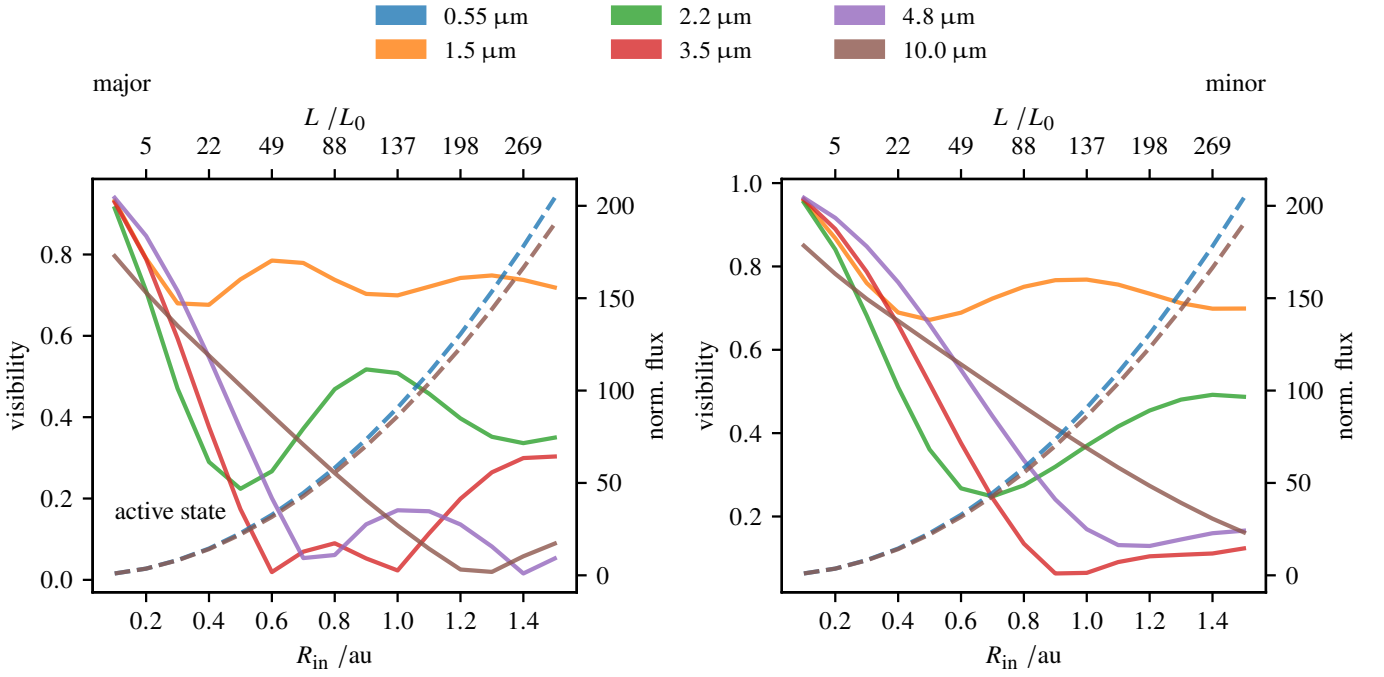 0.55 μm 2.2 μm 4.8 μm
1.5 μm 3.5 μm 10.0 μm
major minor
L /L0 L /L0
5 22 49 88 137 198 269 5 22 49 88 137 198 269
0.8 0.6 0.4 0.2 0.0
visibility
active state
200 150 100 50 0
norm. flux
0.2 0.4 0.6 0.8 1.0 1.2 1.4
Rin /au
1.0 0.8 0.6 0.4 0.2
visibility
200 150 100 50 0
norm. flux
0.2 0.4 0.6 0.8 1.0 1.2 1.4
Rin /au